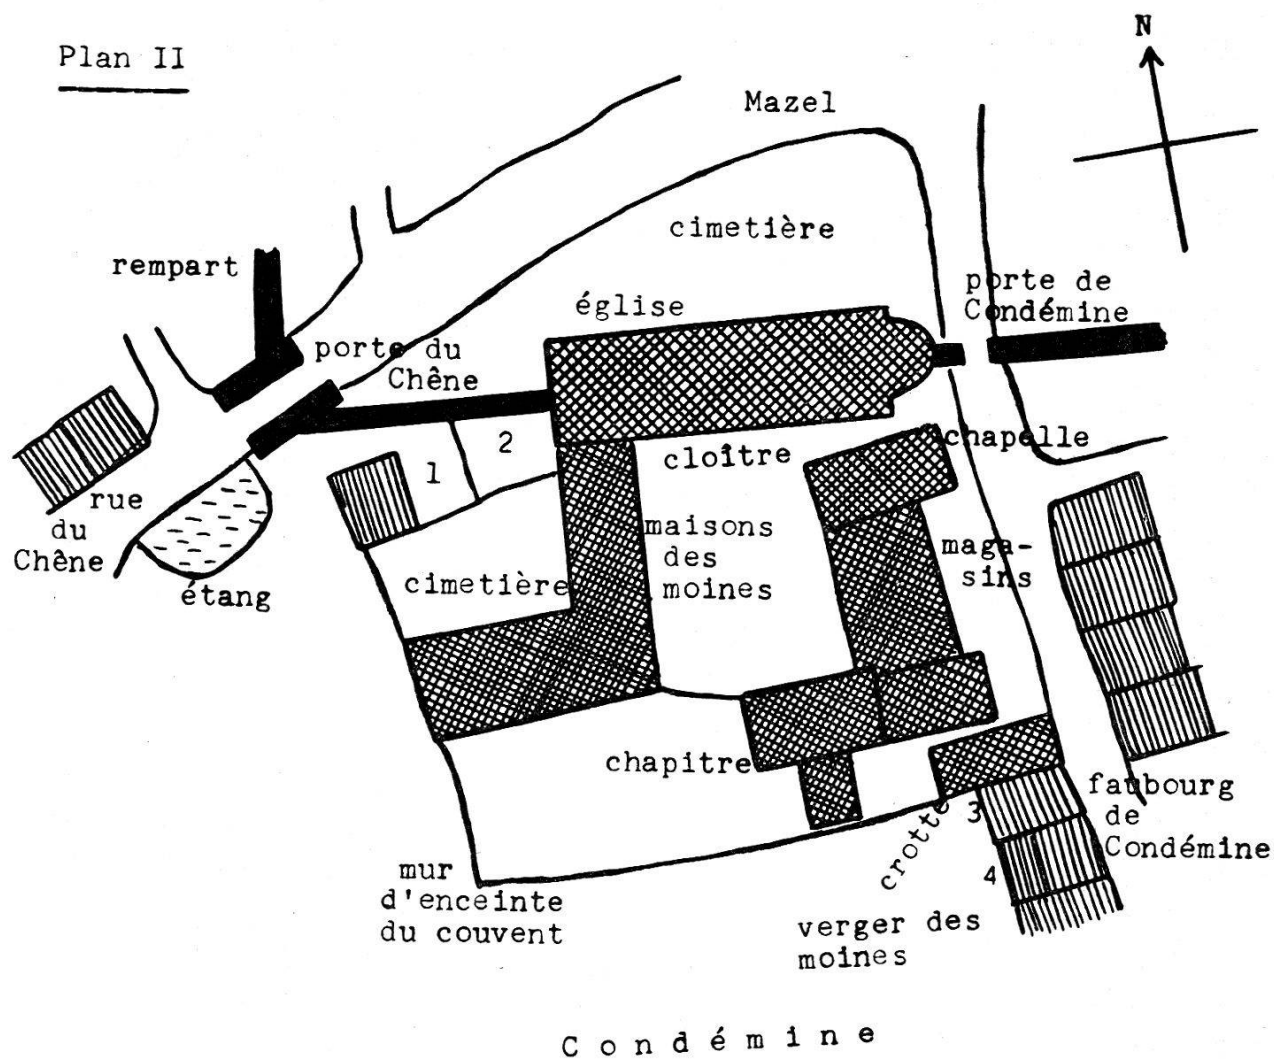 Plan II
N
Mazel
cimetière
rempart
église
porte de
Condémine
porte du
Chêne
2
1
cloître
chapelle
rue
du
Chêne
étang
cimetière
maisons
des
moines
maga-
sins
chapitre
crotte
3
4
faubourg
de
Condémine
mur
d'enceinte
du couvent
verger des
moines
Condémine